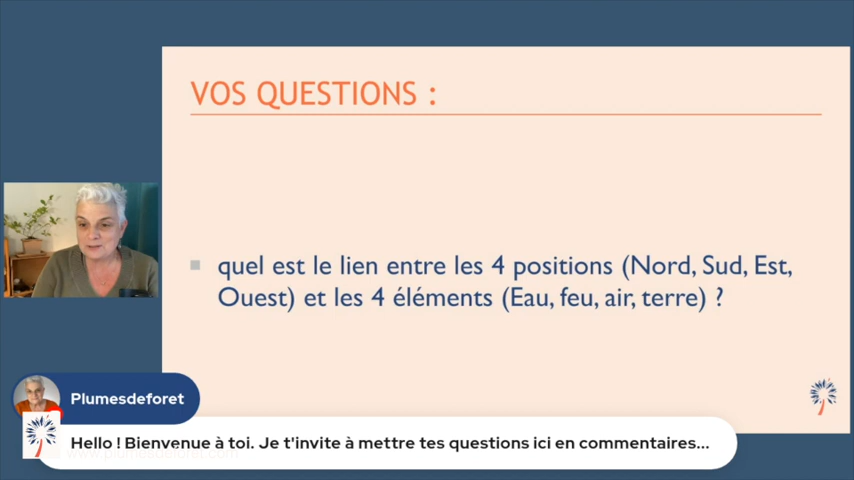 VOS QUESTIONS :
quel est le lien entre les 4 positions (Nord, Sud, Est,
Ouest) et les 4 éléments (Eau, feu, air, terre) ?
Plumesdeforet
Hello ! Bienvenue à toi. Je t'invite à mettre tes questions ici en commentaires...